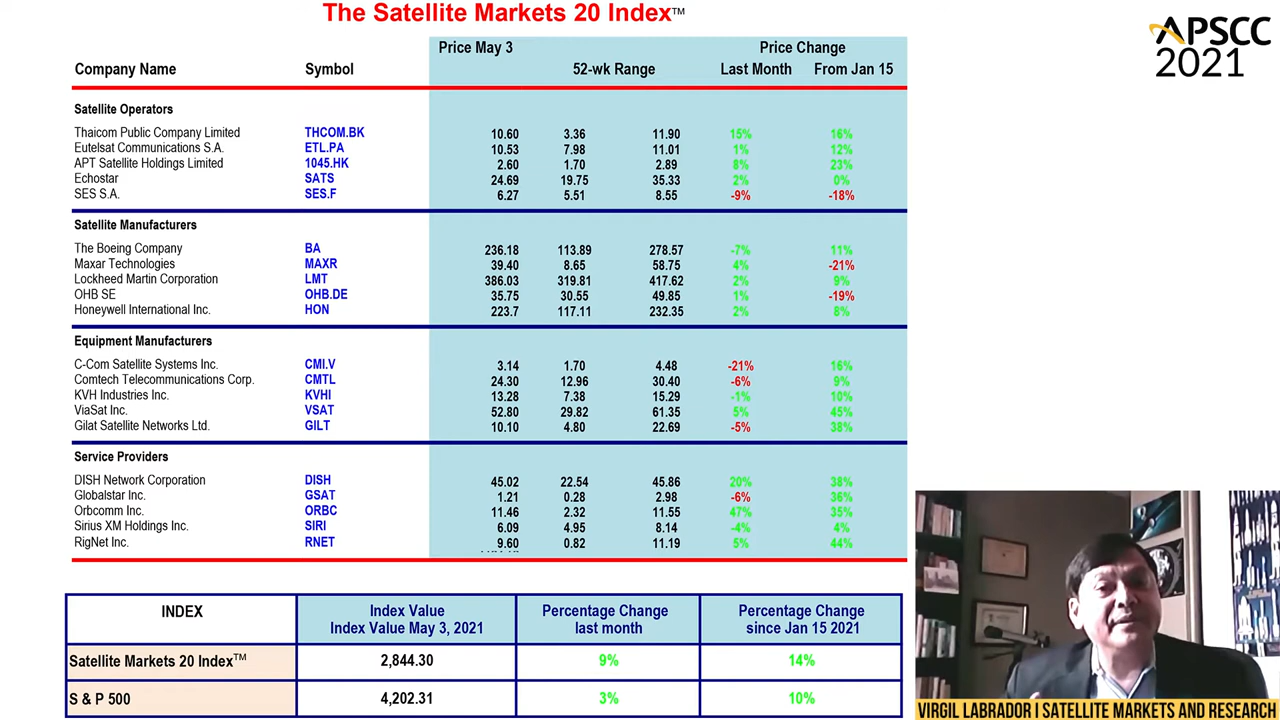 The Satellite Markets 20 Index™
APSCC
2021
Price May 3 Price Change
Company Name Symbol 52-wk Range Last Month From Jan 15
Satellite Operators
Thaicom Public Company Limited THCOM.BK 10.60 3.36 11.90 15% 16%
Eutelsat Communications S.A. ETL.PA 10.53 7.98 11.01 1% 12%
APT Satellite Holdings Limited 1045.HK 2.60 1.70 2.89 8% 23%
Echostar SATS 24.69 19.75 35.33 2% 0%
SES S.A. SES.F 6.27 5.51 8.55 -9% -18%
Satellite Manufacturers
The Boeing Company BA 236.18 113.89 278.57 -7% 11%
Maxar Technologies MAXR 39.40 8.65 58.75 4% -21%
Lockheed Martin Corporation LMT 386.03 319.81 417.62 2% 9%
OHB SE OHB.DE 35.75 30.55 49.85 1% -19%
Honeywell International Inc. HON 223.7 117.11 232.35 2% 8%
Equipment Manufacturers
C-Com Satellite Systems Inc. CMI.V 3.14 1.70 4.48 -21% 16%
Comtech Telecommunications Corp. CMTL 24.30 12.96 30.40 -6% 9%
KVH Industries Inc. KVHI 13.28 7.38 15.29 -1% 10%
ViaSat Inc. VSAT 52.80 29.82 61.35 5% 45%
Gilat Satellite Networks Ltd. GILT 10.10 4.80 22.69 -5% 38%
Service Providers
DISH Network Corporation DISH 45.02 22.54 45.86 20% 38%
Globalstar Inc. GSAT 1.21 0.28 2.98 -6% 36%
Orbcomm Inc. ORBC 11.46 2.32 11.55 47% 35%
Sirius XM Holdings Inc. SIRI 6.09 4.95 8.14 -4% 4%
RigNet Inc. RNET 9.60 0.82 11.19 5% 44%
INDEX Index Value Percentage Change Percentage Change
Index Value May 3, 2021 last month since Jan 15 2021
Satellite Markets 20 Index™ 2,844.30 9% 14%
S & P 500 4,202.31 3% 10%
VIRGIL LABRADOR I SATELLITE MARKETS AND RESEARCH